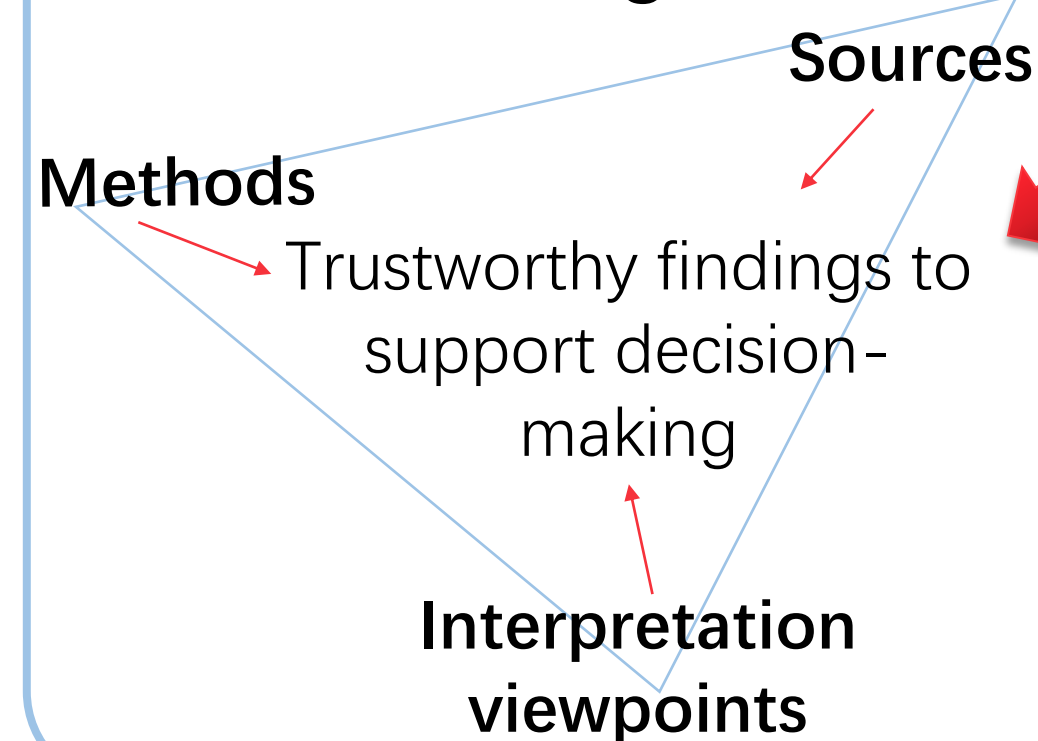 Sources
Methods
Trustworthy findings to
support decision-
making
Interpretation
viewpoints